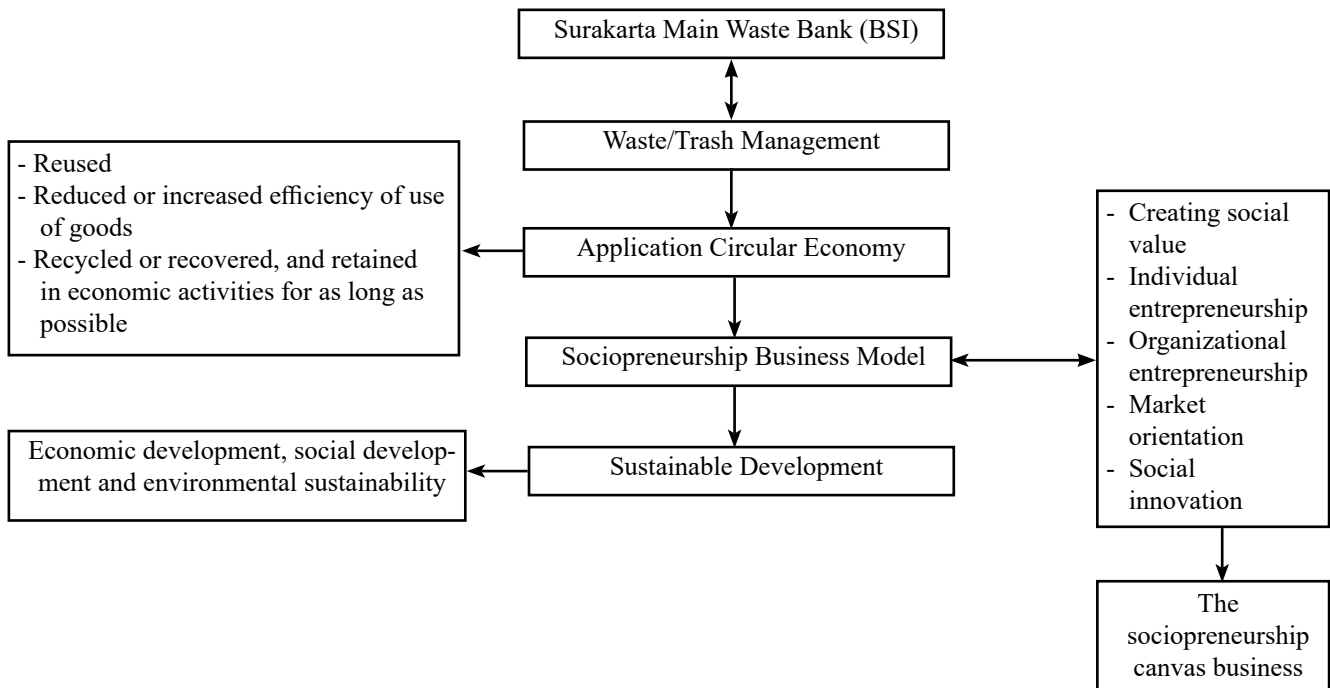 Surakarta Main Waste Bank (BSI)
Waste/Trash Management
- Reused
- Reduced or increased efficiency of use
of goods
- Recycled or recovered, and retained
in economic activities for as long as
possible
Application Circular Economy
- Creating social
value
- Individual
entrepreneurship
- Organizational
entrepreneurship
- Market
orientation
- Social
innovation
Sociopreneurship Business Model
Economic development, social develop-
ment and environmental sustainability
Sustainable Development
The
sociopreneurship
canvas business